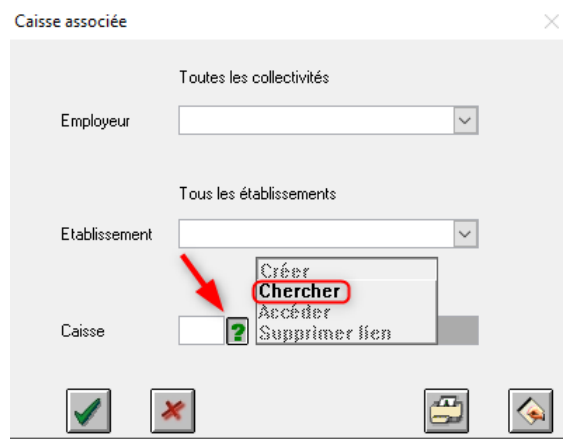 Caisse associée
Toutes les collectivités
Employeur
Tous les établissements
Etablissement
Créer
Chercher
Accéder
Supprimer lien
Caisse
?